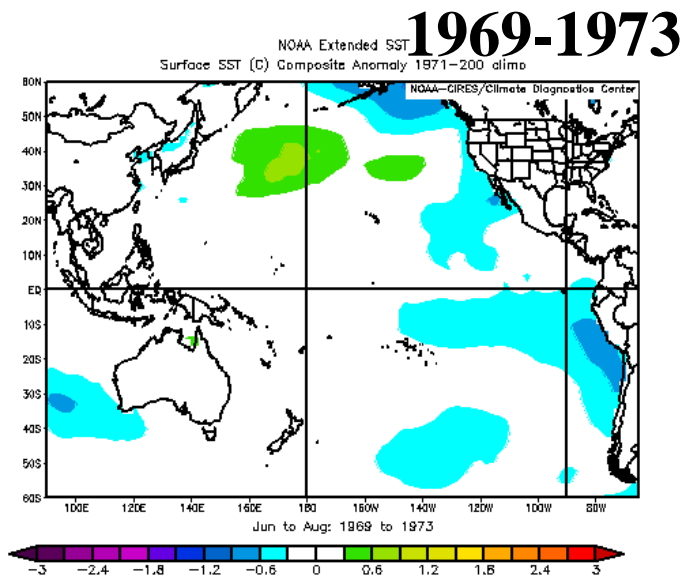 1969-1973
NOAA Extended SST
Surface SST (C) Composite Anomaly 1971-200 climo
NOAA-CIRES/Climate Diagnostics Center
60N
50N
40N
30N
20N
10N
EQ
10S
20S
30S
40S
50S
60S
100E 120E 140E 160E 180 160W 140W 120W 100W 80W
Jun to Aug: 1969 to 1973
-3 -2.4 -1.8 -1.2 -0.6 0 0.6 1.2 1.8 2.4 3